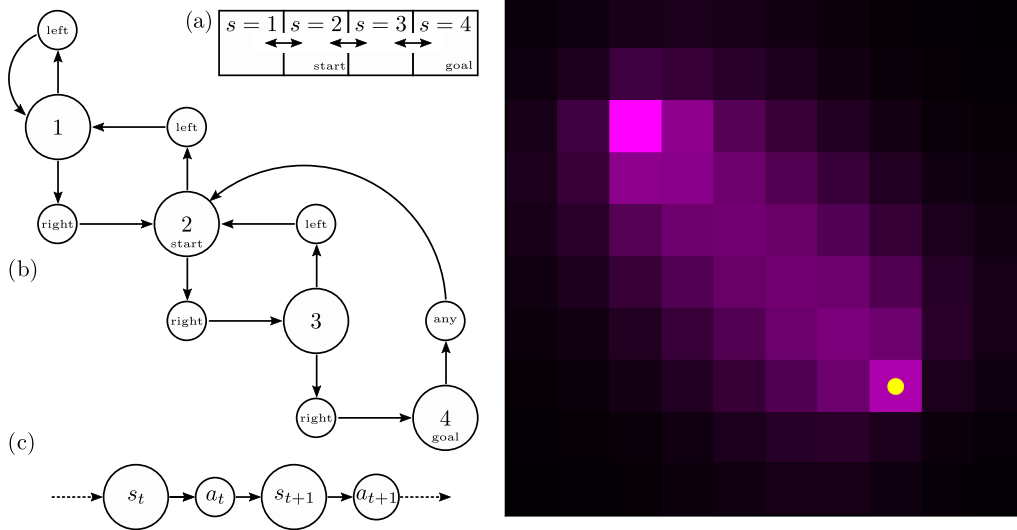 (a)
s = 1 s = 2 s = 3 s = 4
start goal
left
1
left
right
2
start
left
(b)
right
3
any
right
4
goal
(c)
s_t a_t s_{t+1} a_{t+1}